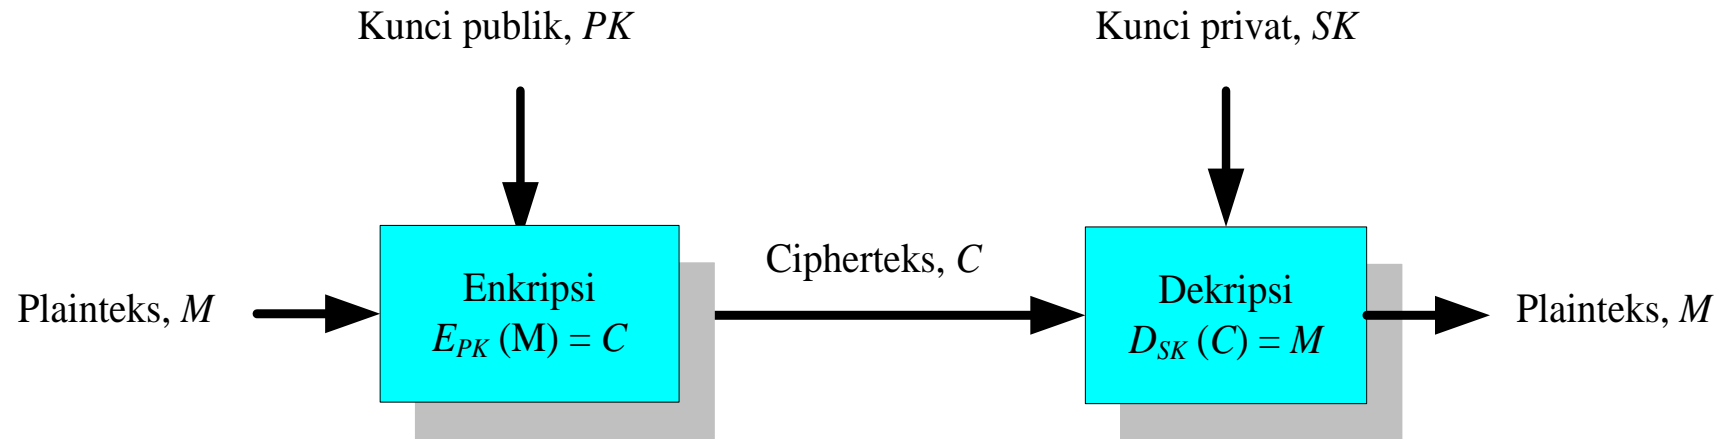 Kunci publik, PK
Kunci privat, SK
Plainteks, M
Enkripsi
E_PK (M) = C
Cipherteks, C
Dekripsi
D_SK (C) = M
Plainteks, M